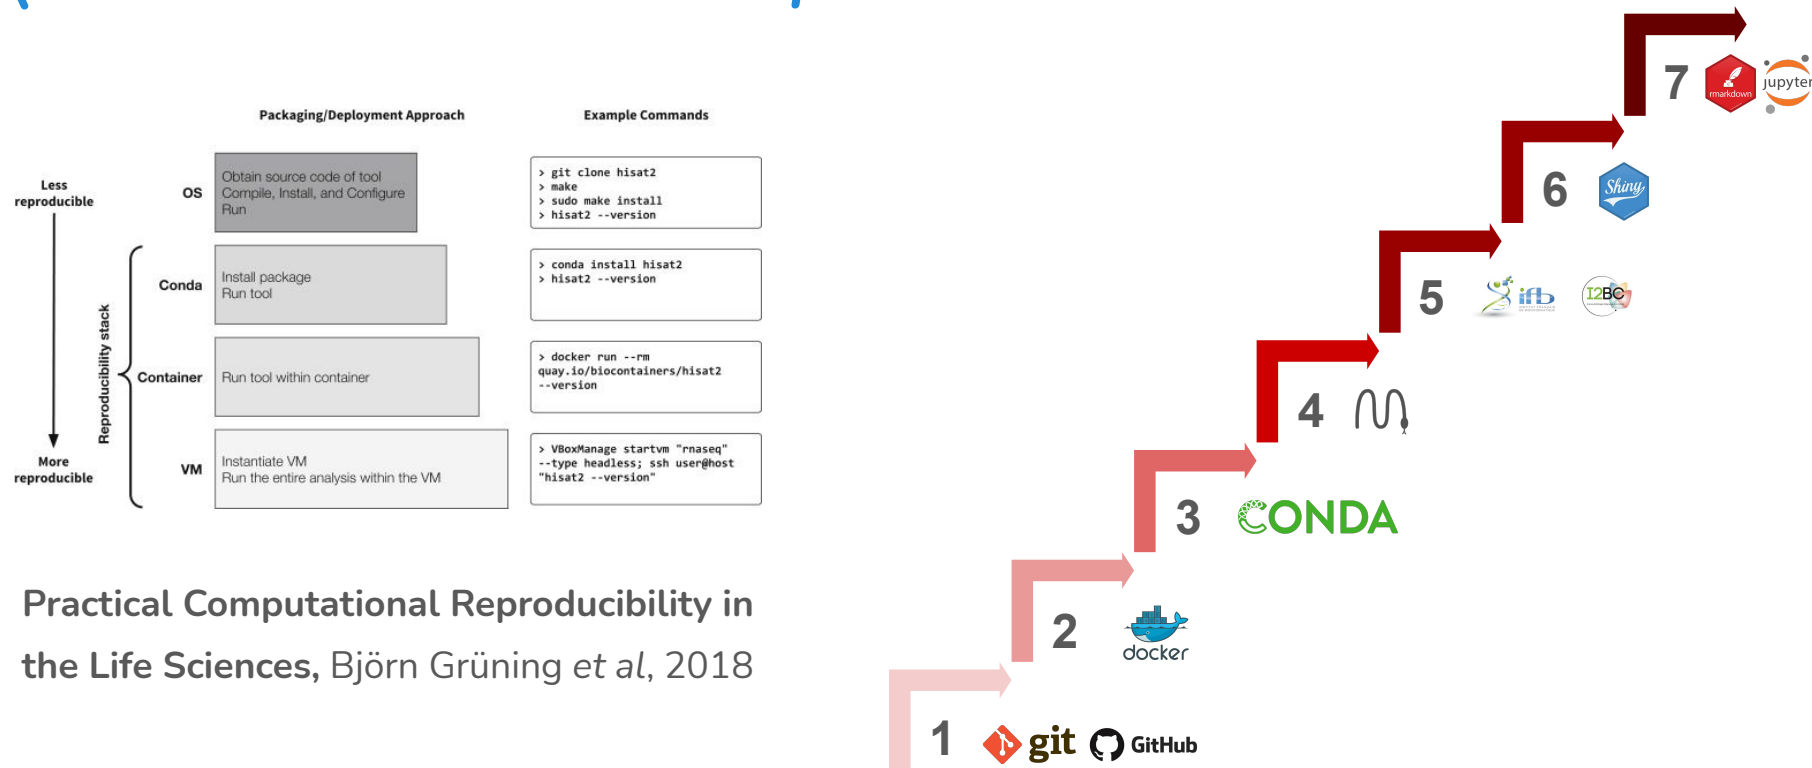 Packaging/Deployment Approach
Example Commands
Less
reproducible
More
reproducible
Reproducibility stack
OS
Obtain source code of tool
Compile, Install, and Configure
Run
> git clone hisat2
> make
> sudo make install
> hisat2 --version
Conda
Install package
Run tool
> conda install hisat2
> hisat2 --version
Container
Run tool within container
> docker run --rm
quay.io/biocontainers/hisat2
--version
VM
Instantiate VM
Run the entire analysis within the VM
> VBoxManage startvm "rnaseq"
--type headless; ssh user@host
"hisat2 --version"
Practical Computational Reproducibility in
the Life Sciences, Björn Grüning et al, 2018
7
rmarkdown
jupyter
6
Shiny
5
ifb
I2BC
4
3
CONDA
2
docker
1
git
GitHub